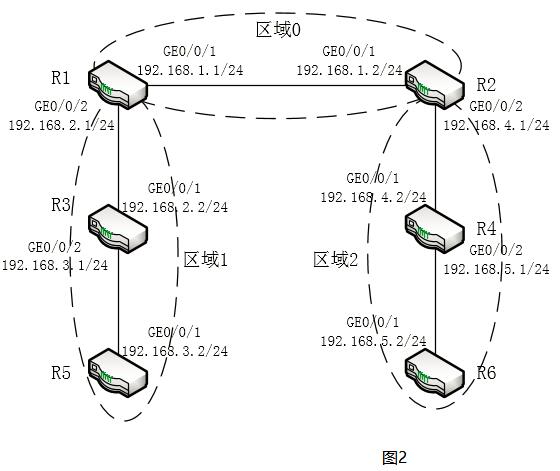 区域0
GE0/0/1
GE0/0/1
R1
192.168.1.1/24
192.168.1.2/24
R2
GE0/0/2
192.168.2.1/24
GE0/0/2
192.168.4.1/24
GE0/0/1
192.168.2.2/24
GE0/0/1
192.168.4.2/24
R3
R4
GE0/0/2
192.168.3.1/24
区域1
区域2
GE0/0/2
192.168.5.1/24
GE0/0/1
192.168.3.2/24
GE0/0/1
192.168.5.2/24
R5
R6
图2